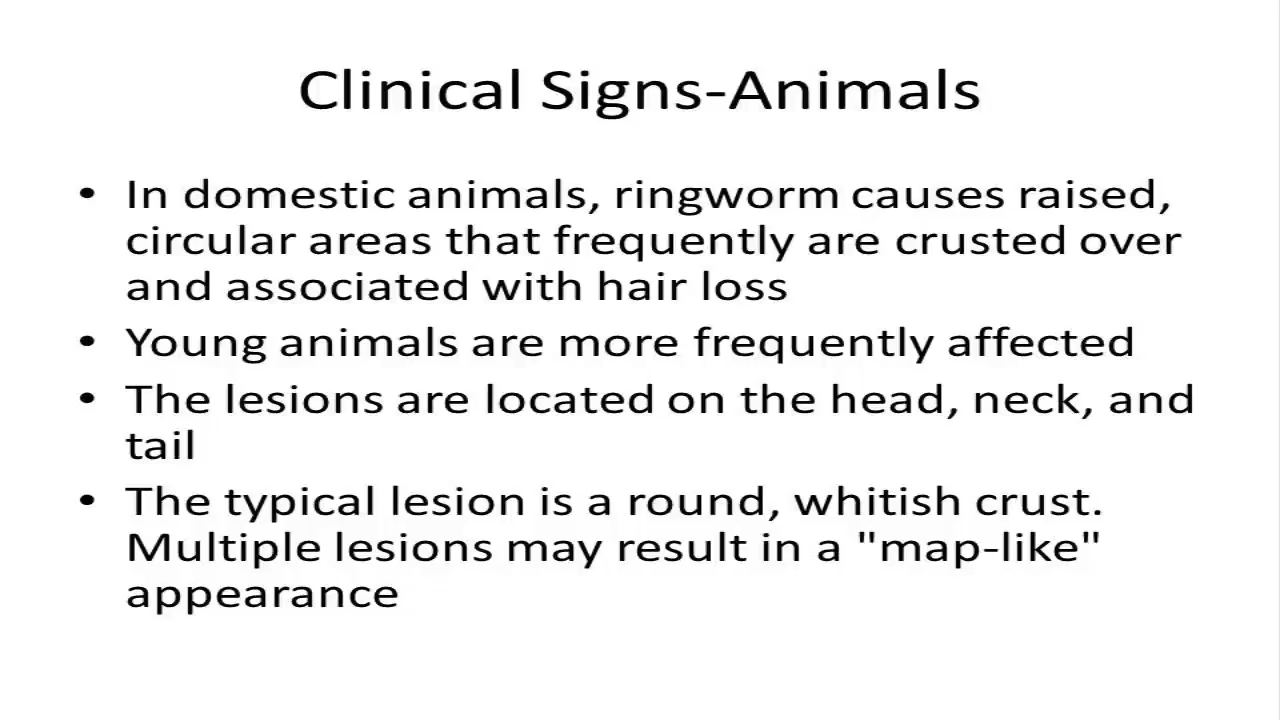 Clinical Signs-Animals
• In domestic animals, ringworm causes raised,
circular areas that frequently are crusted over
and associated with hair loss
• Young animals are more frequently affected
• The lesions are located on the head, neck, and
tail
• The typical lesion is a round, whitish crust.
Multiple lesions may result in a "map-like"
appearance